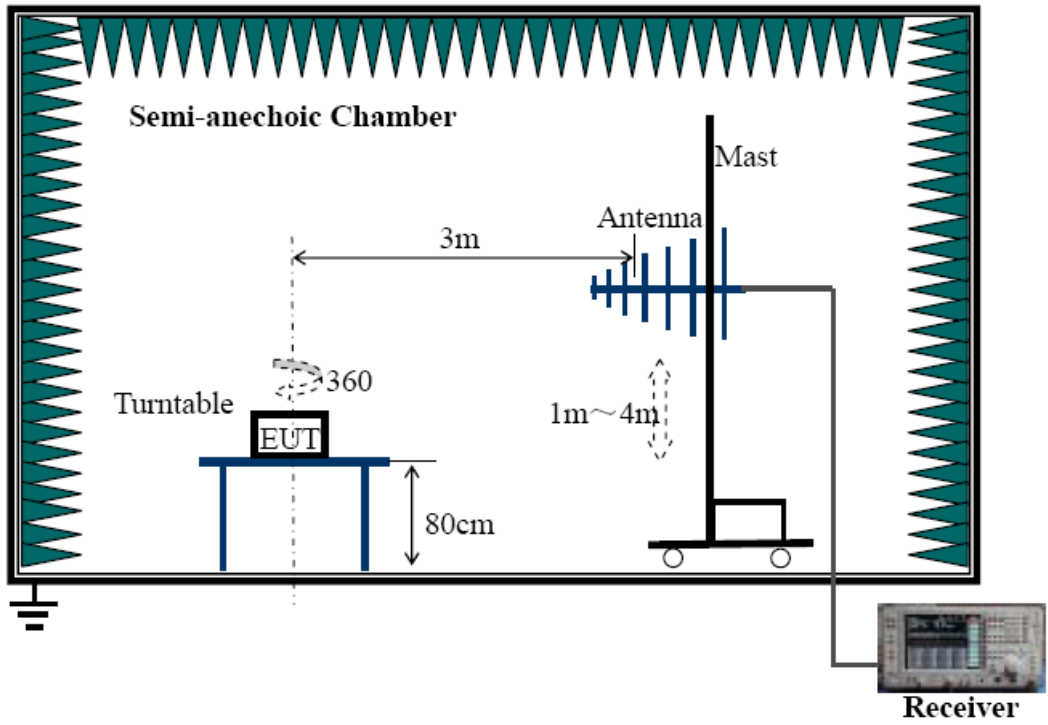 Semi-anechoic Chamber
Mast
Antenna
3m
360
Turntable
1m～4m
EUT
80cm
Receiver